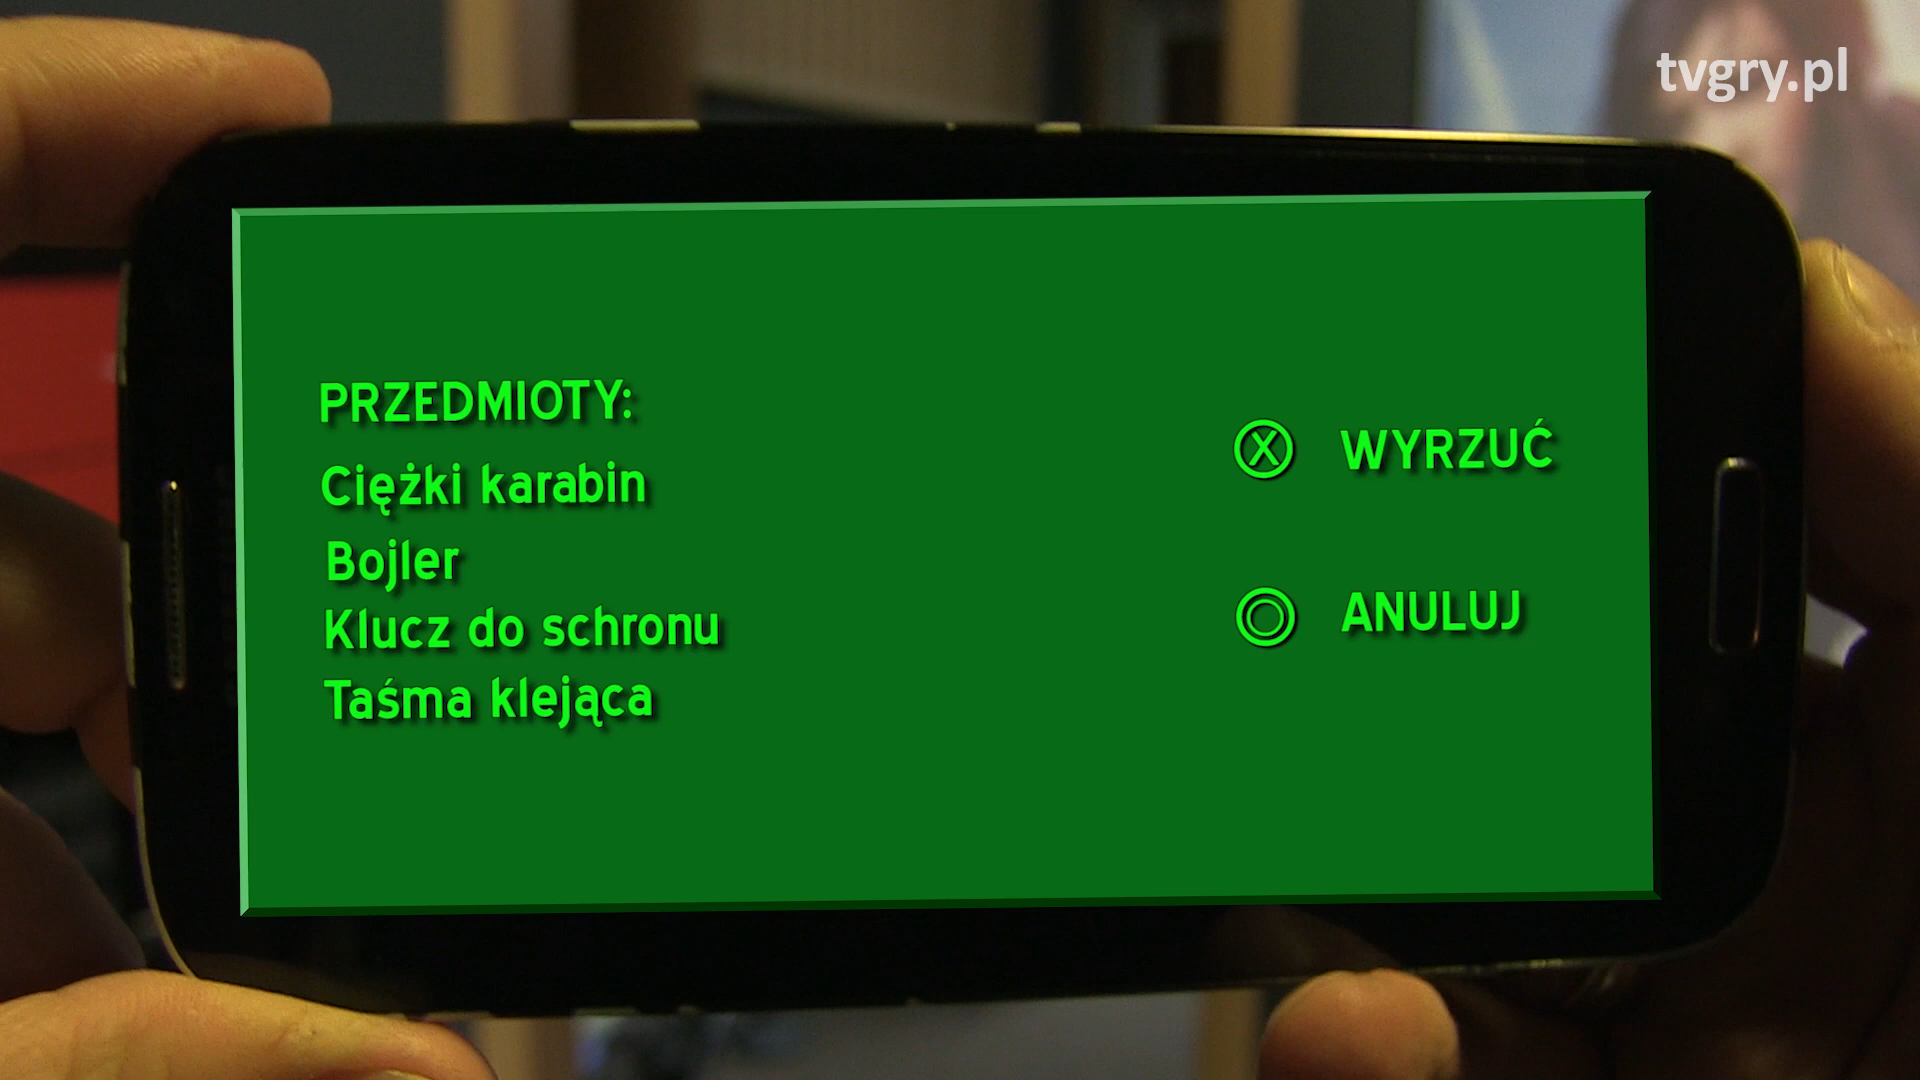 tvgry.pl
PRZEDMIOTY:
Ciężki karabin
Bojler
Klucz do schronu
Taśma klejąca
X WYRZUĆ
ANULUJ